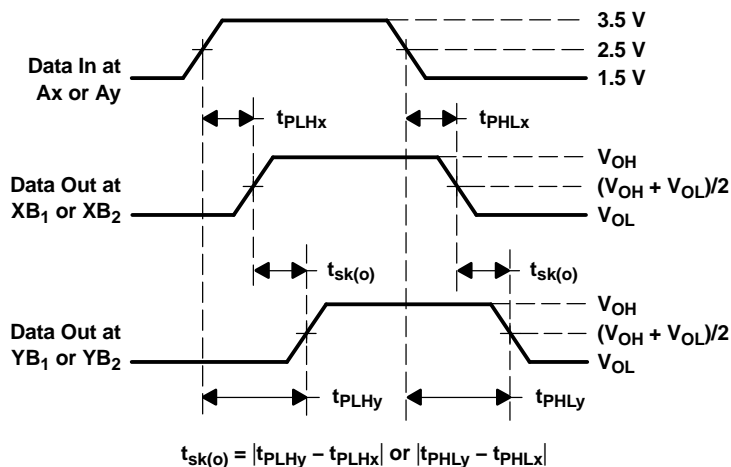 3.5 V
2.5 V
1.5 V
Data In at
Ax or Ay
tPLHx
tPHLx
VOH
(VOH + VOL)/2
VOL
Data Out at
XB1 or XB2
tsk(o)
tsk(o)
VOH
(VOH + VOL)/2
VOL
Data Out at
YB1 or YB2
tPLHy
tPHLy
tsk(o) = |tPLHy − tPLHx| or |tPHLy − tPHLx|